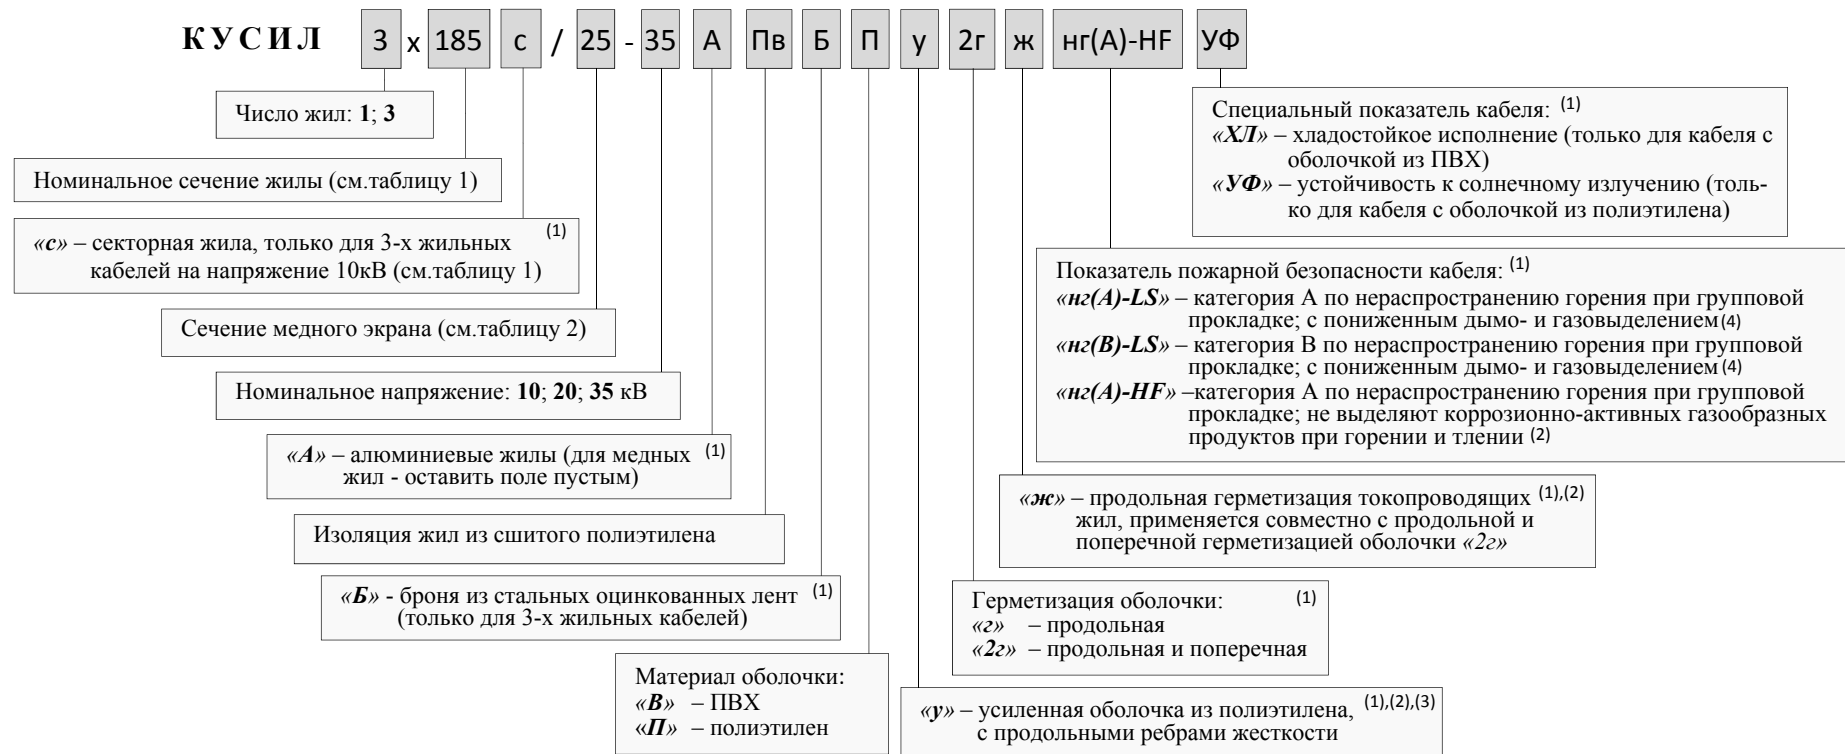 КУСИЛ 3 х 185 с / 25 - 35 А Пв Б П у 2г ж нг(А)-HF УФ
Число жил: 1; 3
Номинальное сечение жилы (см.таблицу 1)
«с» – секторная жила, только для 3-х жильных (1)
кабелей на напряжение 10кВ (см.таблицу 1)
Сечение медного экрана (см.таблицу 2)
Номинальное напряжение: 10; 20; 35 кВ
«А» – алюминиевые жилы (для медных (1)
жил - оставить поле пустым)
Изоляция жил из сшитого полиэтилена
«Б» - броня из стальных оцинкованных лент (1)
(только для 3-х жильных кабелей)
Материал оболочки:
«В» – ПВХ
«П» – полиэтилен
«у» – усиленная оболочка из полиэтилена, (1),(2),(3)
с продольными ребрами жесткости
Герметизация оболочки: (1)
«г» – продольная
«2г» – продольная и поперечная
«ж» – продольная герметизация токопроводящих (1),(2)
жил, применяется совместно с продольной и
поперечной герметизацией оболочки «2г»
Показатель пожарной безопасности кабеля: (1)
«нг(А)-LS» – категория А по нераспространению горения при групповой
прокладке; с пониженным дымо- и газовыделением(4)
«нг(В)-LS» – категория В по нераспространению горения при групповой
прокладке; с пониженным дымо- и газовыделением(4)
«нг(А)-HF» –категория А по нераспространению горения при групповой
прокладке; не выделяют коррозионно-активных газообразных
продуктов при горении и тлении (2)
Специальный показатель кабеля: (1)
«ХЛ» – хладостойкое исполнение (только для кабеля с
оболочкой из ПВХ)
«УФ» – устойчивость к солнечному излучению (толь-
ко для кабеля с оболочкой из полиэтилена)